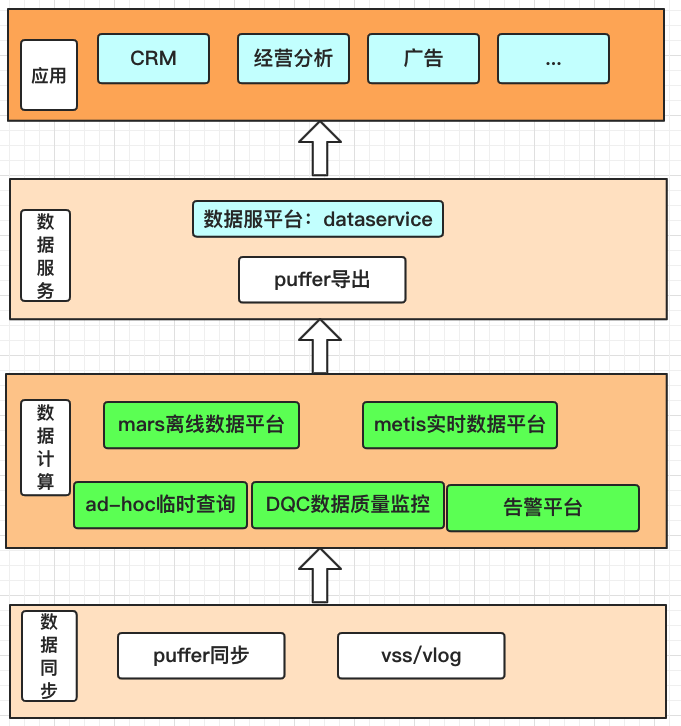 应用
CRM
经营分析
广告
...
数据服务
数据服平台：dataservice
puffer导出
数据计算
mars离线数据平台
metis实时数据平台
ad-hoc临时查询
DQC数据质量监控
告警平台
数据同步
puffer同步
vss/vlog